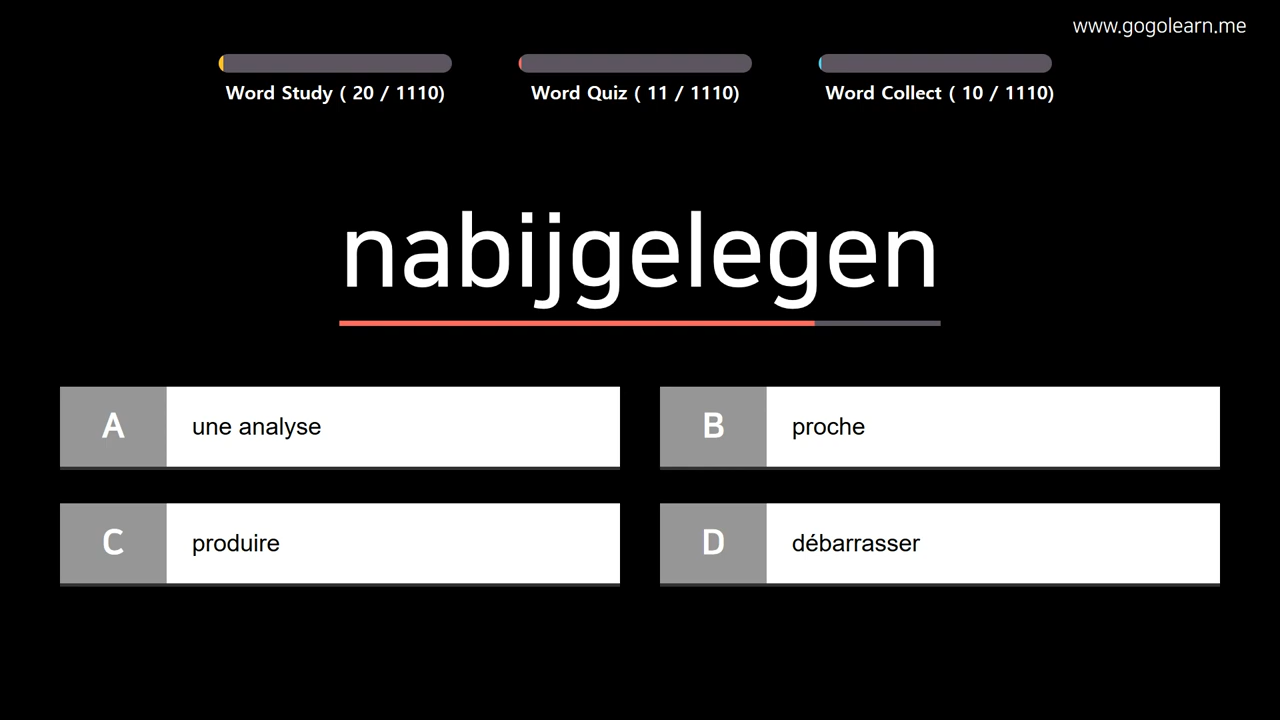 www.gogolearn.me
Word Study ( 20 / 1110)
Word Quiz ( 11 / 1110)
Word Collect ( 10 / 1110)
nabijgelegen
A une analyse
B proche
C produire
D débarrasser